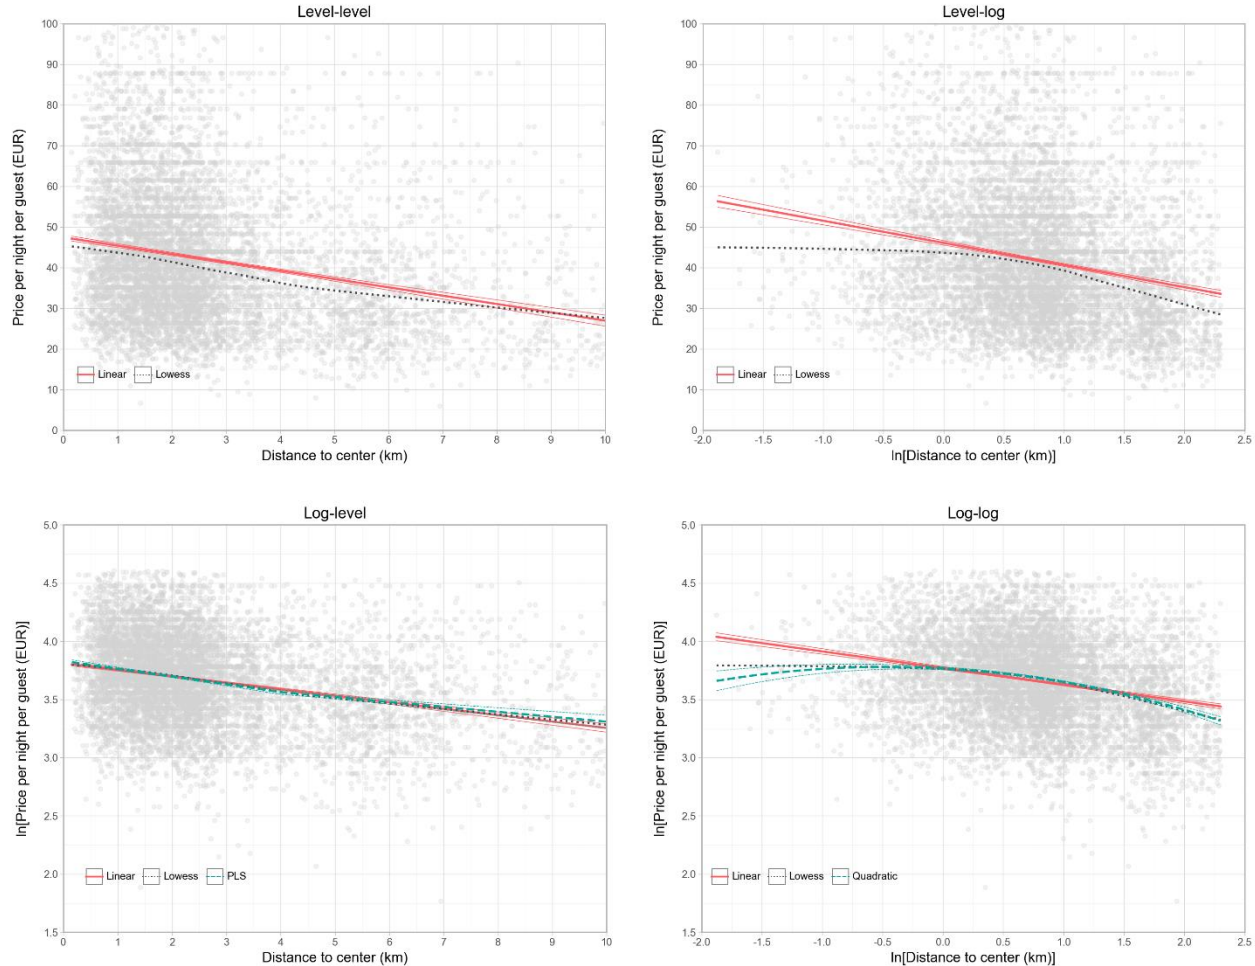 Level-level
100
90
80
70
60
50
40
30
20
10
0
Price per night per guest (EUR)
Linear Lowess
0 1 2 3 4 5 6 7 8 9 10
Distance to center (km)
Level-log
100
90
80
70
60
50
40
30
20
10
0
Price per night per guest (EUR)
Linear Lowess
-2.0 -1.5 -1.0 -0.5 0.0 0.5 1.0 1.5 2.0 2.5
ln[Distance to center (km)]
Log-level
5.0
4.5
4.0
3.5
3.0
2.5
2.0
1.5
ln[Price per night per guest (EUR)]
Linear Lowess PLS
0 1 2 3 4 5 6 7 8 9 10
Distance to center (km)
Log-log
5.0
4.5
4.0
3.5
3.0
2.5
2.0
1.5
ln[Price per night per guest (EUR)]
Linear Lowess Quadratic
-2.0 -1.5 -1.0 -0.5 0.0 0.5 1.0 1.5 2.0 2.5
ln[Distance to center (km)]